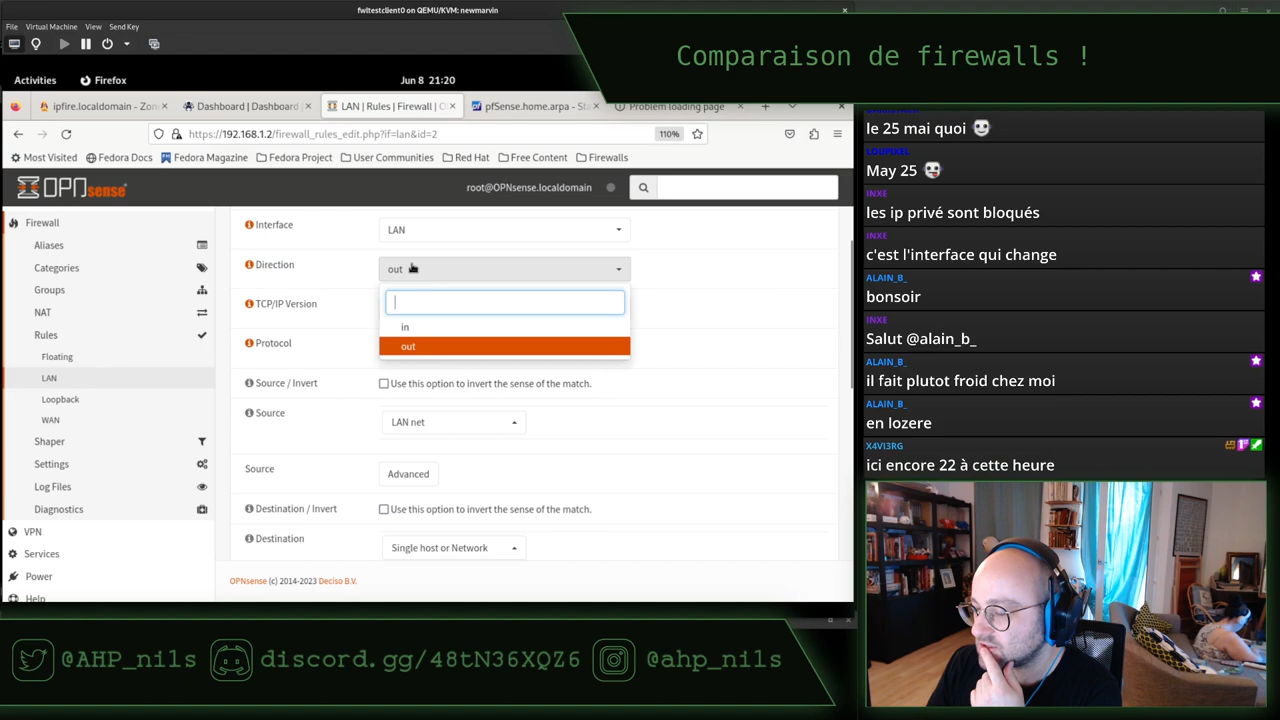 fwltestclient0 on QEMU/KVM: newmarvin
File Virtual Machine View Send Key
Activities Firefox Jun 8 21:20
ipfire.localdomain - Zon
Dashboard | Dashboard |
LAN | Rules | Firewall | O
pfSense.home.arpa - Sta
Problem loading page
https://192.168.1.2/firewall_rules_edit.php?if=lan&id=2 110%
Most Visited Fedora Docs Fedora Magazine Fedora Project User Communities Red Hat Free Content Firewalls
OPNsense
root@OPNsense.localdomain
Firewall
Aliases
Categories
Groups
NAT
Rules
Floating
LAN
Loopback
WAN
Shaper
Settings
Log Files
Diagnostics
VPN
Services
Power
Help
Interface LAN
Direction out
in
out
TCP/IP Version
Protocol
Source / Invert Use this option to invert the sense of the match.
Source LAN net
Source Advanced
Destination / Invert Use this option to invert the sense of the match.
Destination Single host or Network
OPNsense (c) 2014-2023 Deciso B.V.
Comparaison de firewalls !
le 25 mai quoi
LOUPIXEL
May 25
INXE
les ip privé sont bloqués
INXE
c'est l'interface qui change
ALAIN_B_
bonsoir
INXE
Salut @alain_b_
ALAIN_B_
il fait plutot froid chez moi
ALAIN_B_
en lozere
X4VI3RG
ici encore 22 à cette heure
@AHP_nils discord.gg/48tN36XQZ6 @ahp_nils